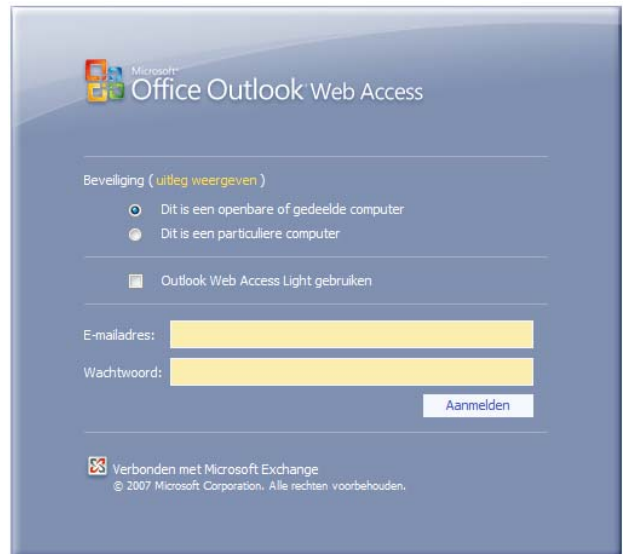 Microsoft®
Office Outlook® Web Access
Beveiliging ( uitleg weergeven )
Dit is een openbare of gedeelde computer
Dit is een particuliere computer
Outlook Web Access Light gebruiken
E-mailadres:
Wachtwoord:
Aanmelden
Verbonden met Microsoft Exchange
© 2007 Microsoft Corporation. Alle rechten voorbehouden.